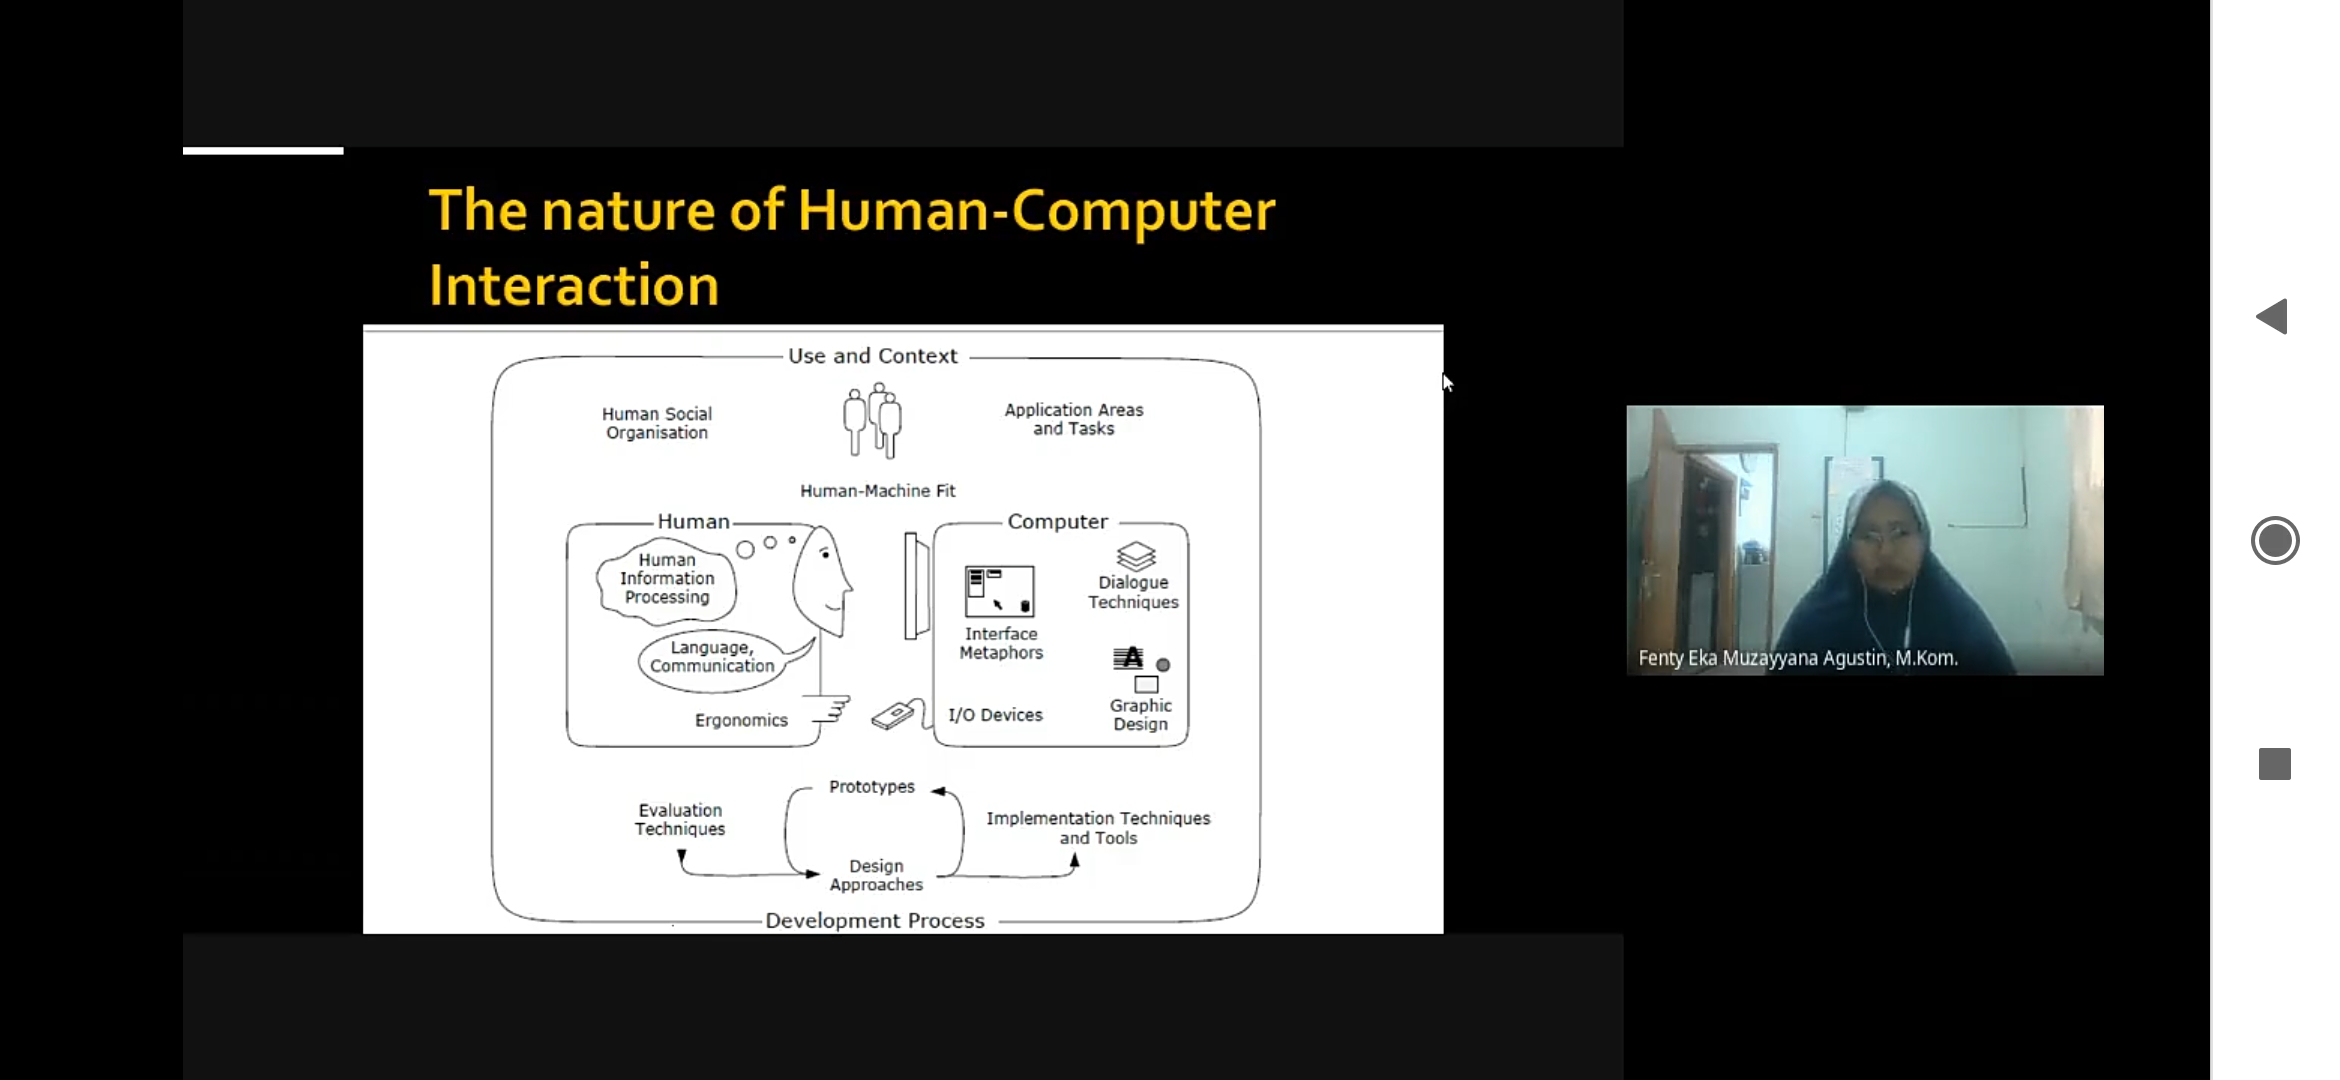 The nature of Human-Computer
Interaction
Use and Context
Human Social
Organisation
Application Areas
and Tasks
Human-Machine Fit
Human
Human
Information
Processing
Language,
Communication
Ergonomics
Computer
Dialogue
Techniques
Interface
Metaphors
A
I/O Devices
Graphic
Design
Prototypes
Evaluation
Techniques
Implementation Techniques
and Tools
Design
Approaches
Development Process
Fenty Eka Muzayyana Agustin, M.Kom.